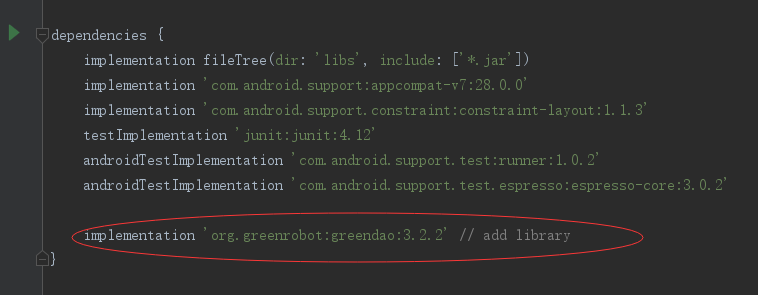 dependencies {
implementation fileTree(dir: 'libs', include: ['*.jar'])
implementation 'com.android.support:appcompat-v7:28.0.0'
implementation 'com.android.support.constraint:constraint-layout:1.1.3'
testImplementation 'junit:junit:4.12'
androidTestImplementation 'com.android.support.test:runner:1.0.2'
androidTestImplementation 'com.android.support.test.espresso:espresso-core:3.0.2'
implementation 'org.greenrobot:greendao:3.2.2' // add library
}